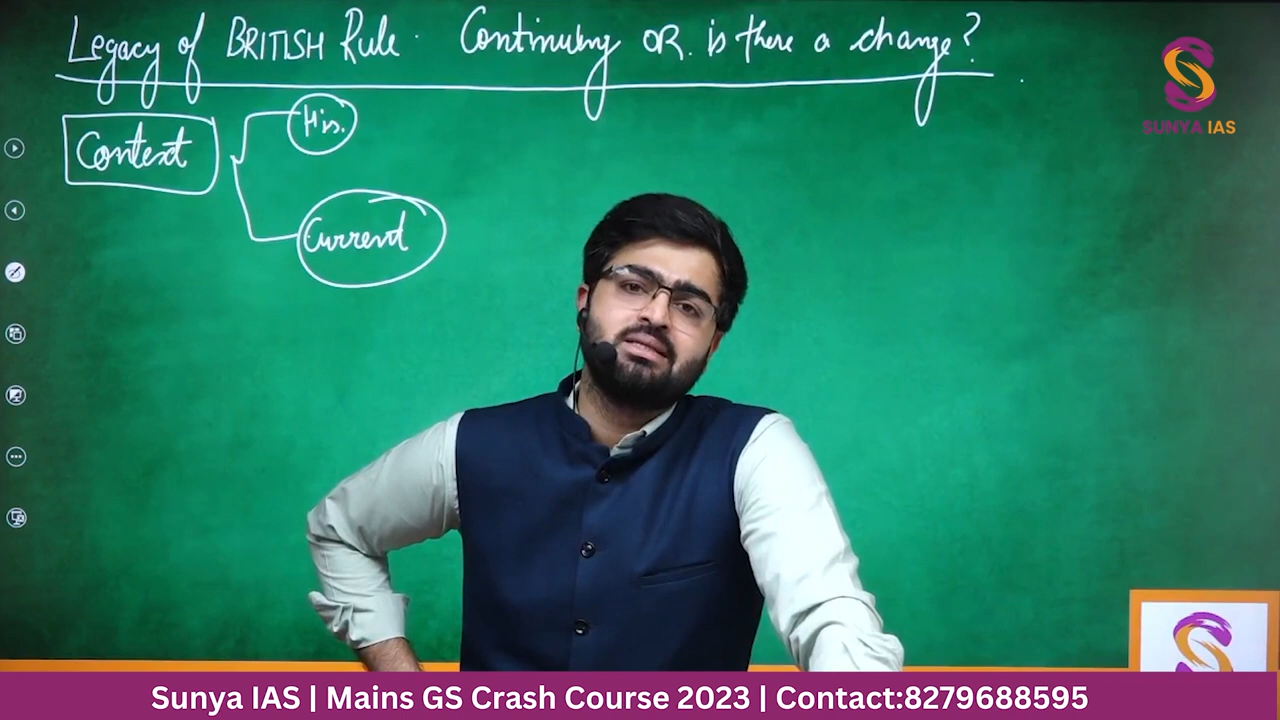 Legacy of BRITISH Rule. Continuing OR is there a change?
SUNYA IAS
Context
His.
Current
Sunya IAS | Mains GS Crash Course 2023 | Contact:8279688595